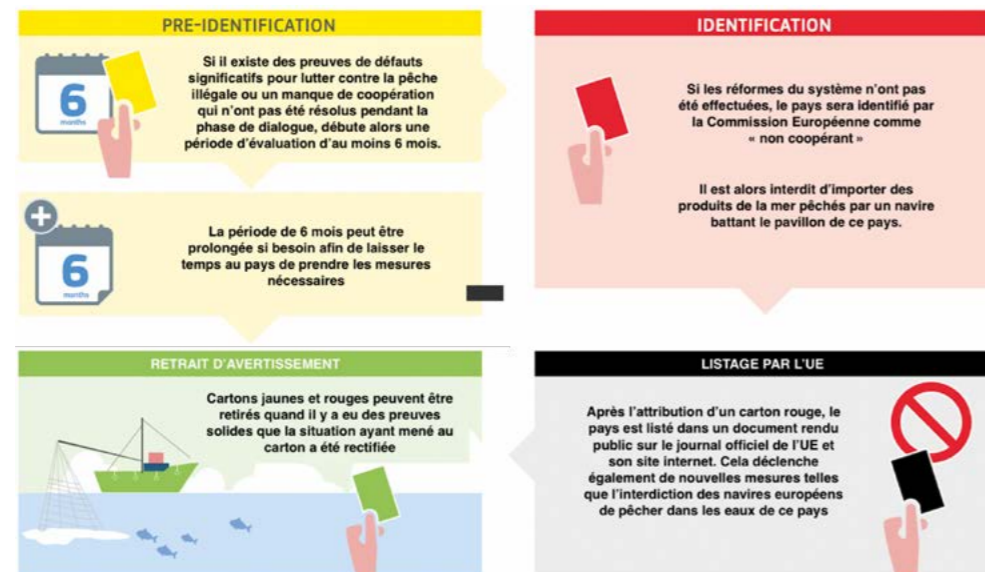 PRE-IDENTIFICATION
6
months
Si il existe des preuves de défauts
significatifs pour lutter contre la pêche
illégale ou un manque de coopération
qui n'ont pas été résolus pendant la
phase de dialogue, débute alors une
période d'évaluation d'au moins 6 mois.
+
6
months
La période de 6 mois peut être
prolongée si besoin afin de laisser le
temps au pays de prendre les mesures
nécessaires
IDENTIFICATION
Si les réformes du système n'ont pas
été effectuées, le pays sera identifié par
la Commission Européenne comme
« non coopérant »
Il est alors interdit d'importer des
produits de la mer pêchés par un navire
battant le pavillon de ce pays.
RETRAIT D'AVERTISSEMENT
Cartons jaunes et rouges peuvent être
retirés quand il y a eu des preuves
solides que la situation ayant mené au
carton a été rectifiée
LISTAGE PAR L'UE
Après l'attribution d'un carton rouge, le
pays est listé dans un document rendu
public sur le journal officiel de l'UE et
son site internet. Cela déclenche
également de nouvelles mesures telles
que l'interdiction des navires européens
de pêcher dans les eaux de ce pays